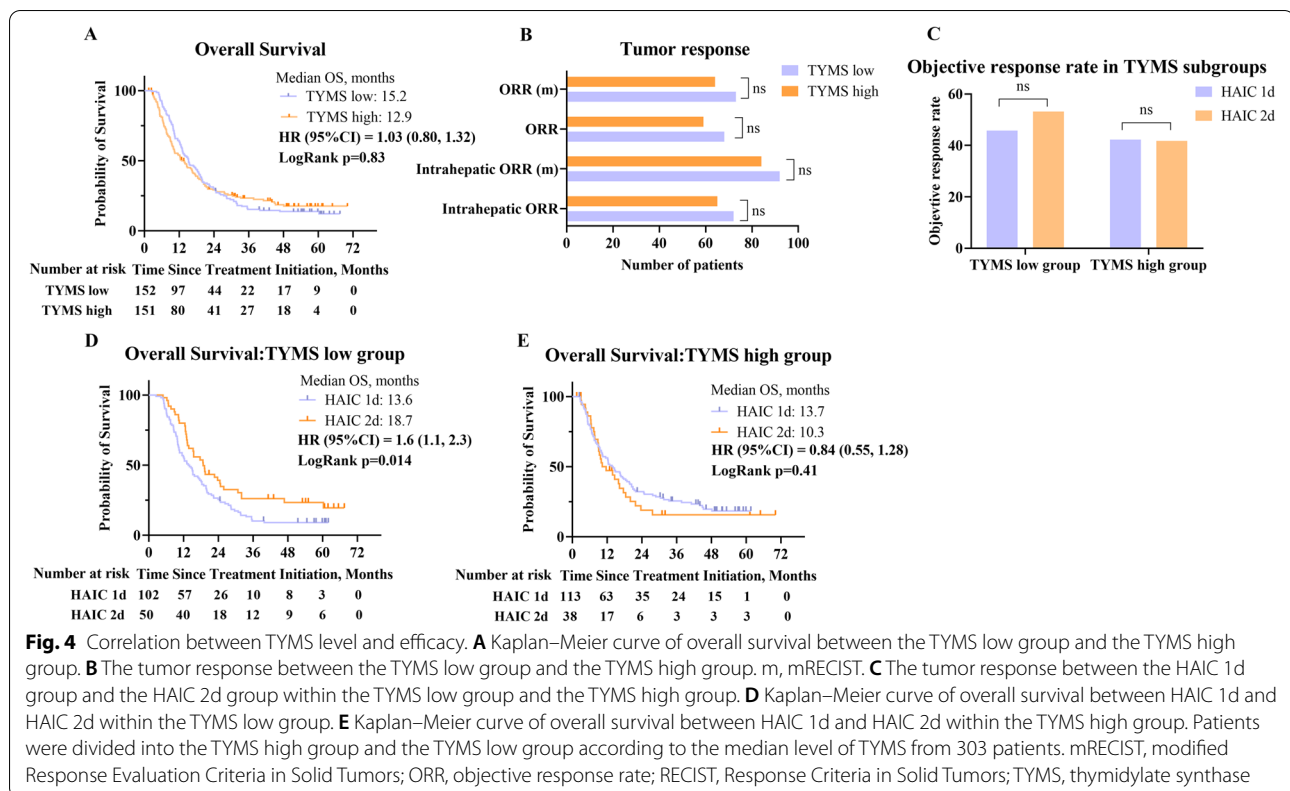 A
Overall Survival
Median OS, months
TYMS low: 15.2
TYMS high: 12.9
HR (95%CI) = 1.03 (0.80, 1.32)
LogRank p=0.83
Probability of Survival
100
50
0
0 12 24 36 48 60 72
Number at risk Time Since Treatment Initiation, Months
TYMS low 152 97 44 22 17 9 0
TYMS high 151 80 41 27 18 4 0
B
Tumor response
TYMS low
TYMS high
ORR (m)
ns
ORR
ns
Intrahepatic ORR (m)
ns
Intrahepatic ORR
ns
0 20 40 60 80 100
Number of patients
C
Objective response rate in TYMS subgroups
HAIC 1d
HAIC 2d
ns
ns
Objevtive response rate
60
40
20
0
TYMS low group TYMS high group
D
Overall Survival:TYMS low group
Median OS, months
HAIC 1d: 13.6
HAIC 2d: 18.7
HR (95%CI) = 1.6 (1.1, 2.3)
LogRank p=0.014
Probability of Survival
100
50
0
0 12 24 36 48 60 72
Number at risk Time Since Treatment Initiation, Months
HAIC 1d 102 57 26 10 8 3 0
HAIC 2d 50 40 18 12 9 6 0
E
Overall Survival:TYMS high group
Median OS, months
HAIC 1d: 13.7
HAIC 2d: 10.3
HR (95%CI) = 0.84 (0.55, 1.28)
LogRank p=0.41
Probability of Survival
100
50
0
0 12 24 36 48 60 72
Number at risk Time Since Treatment Initiation, Months
HAIC 1d 113 63 35 24 15 1 0
HAIC 2d 38 17 6 3 3 3 0
Fig. 4 Correlation between TYMS level and efficacy. A Kaplan–Meier curve of overall survival between the TYMS low group and the TYMS high
group. B The tumor response between the TYMS low group and the TYMS high group. m, mRECIST. C The tumor response between the HAIC 1d
group and the HAIC 2d group within the TYMS low group and the TYMS high group. D Kaplan–Meier curve of overall survival between HAIC 1d and
HAIC 2d within the TYMS low group. E Kaplan–Meier curve of overall survival between HAIC 1d and HAIC 2d within the TYMS high group. Patients
were divided into the TYMS high group and the TYMS low group according to the median level of TYMS from 303 patients. mRECIST, modified
Response Evaluation Criteria in Solid Tumors; ORR, objective response rate; RECIST, Response Criteria in Solid Tumors; TYMS, thymidylate synthase